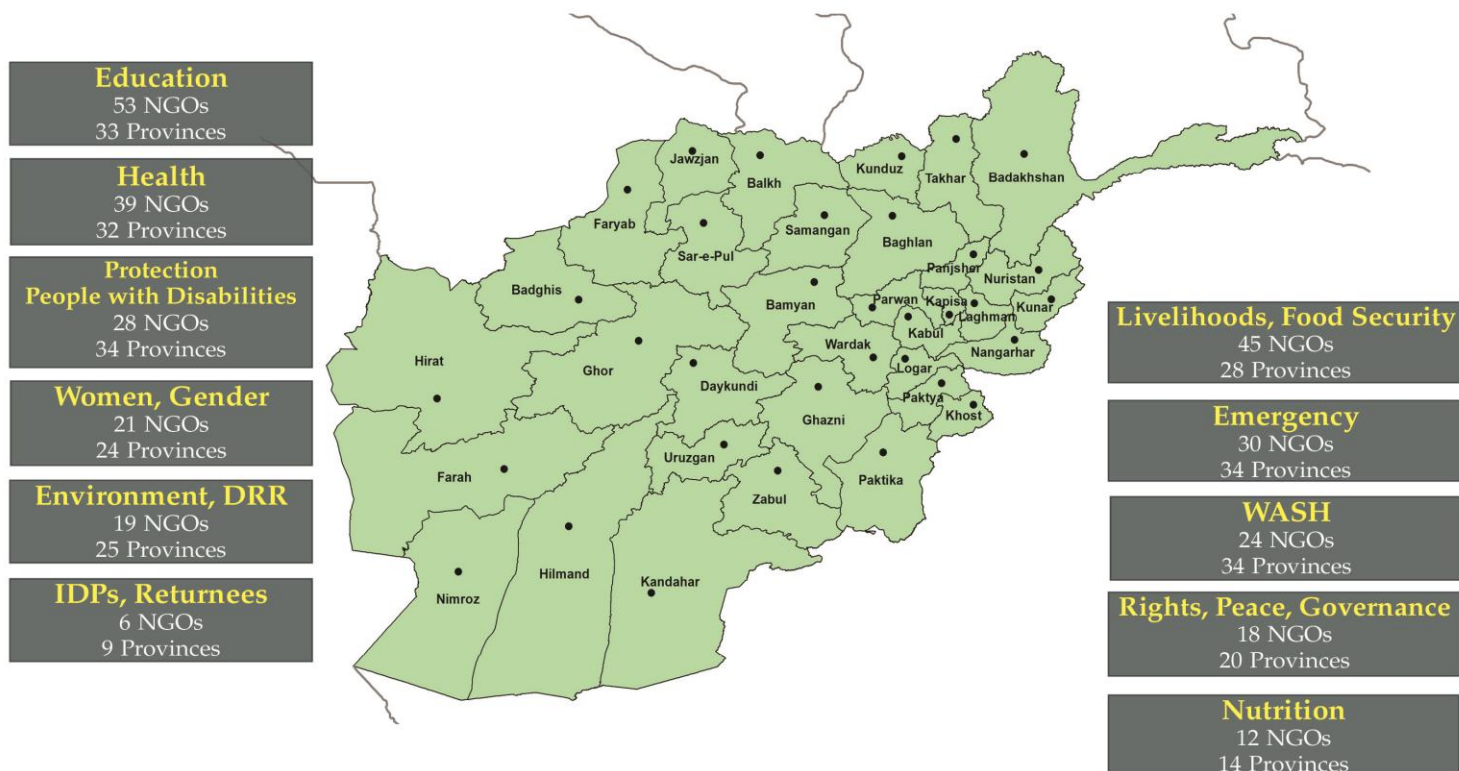 Education
53 NGOs
33 Provinces
Health
39 NGOs
32 Provinces
Protection
People with Disabilities
28 NGOs
34 Provinces
Women, Gender
21 NGOs
24 Provinces
Environment, DRR
19 NGOs
25 Provinces
IDPs, Returnees
6 NGOs
9 Provinces
Jawzjan
Balkh
Kunduz
Takhar
Badakhshan
Faryab
Sar-e-Pul
Samangan
Baghlan
Panjsher
Nuristan
Badghis
Bamyan
Parwan
Kapisa
Laghman
Kunar
Kabul
Nangarhar
Hirat
Ghor
Wardak
Logar
Daykundi
Paktya
Ghazni
Khost
Farah
Uruzgan
Zabul
Paktika
Nimroz
Hilmand
Kandahar
Livelihoods, Food Security
45 NGOs
28 Provinces
Emergency
30 NGOs
34 Provinces
WASH
24 NGOs
34 Provinces
Rights, Peace, Governance
18 NGOs
20 Provinces
Nutrition
12 NGOs
14 Provinces